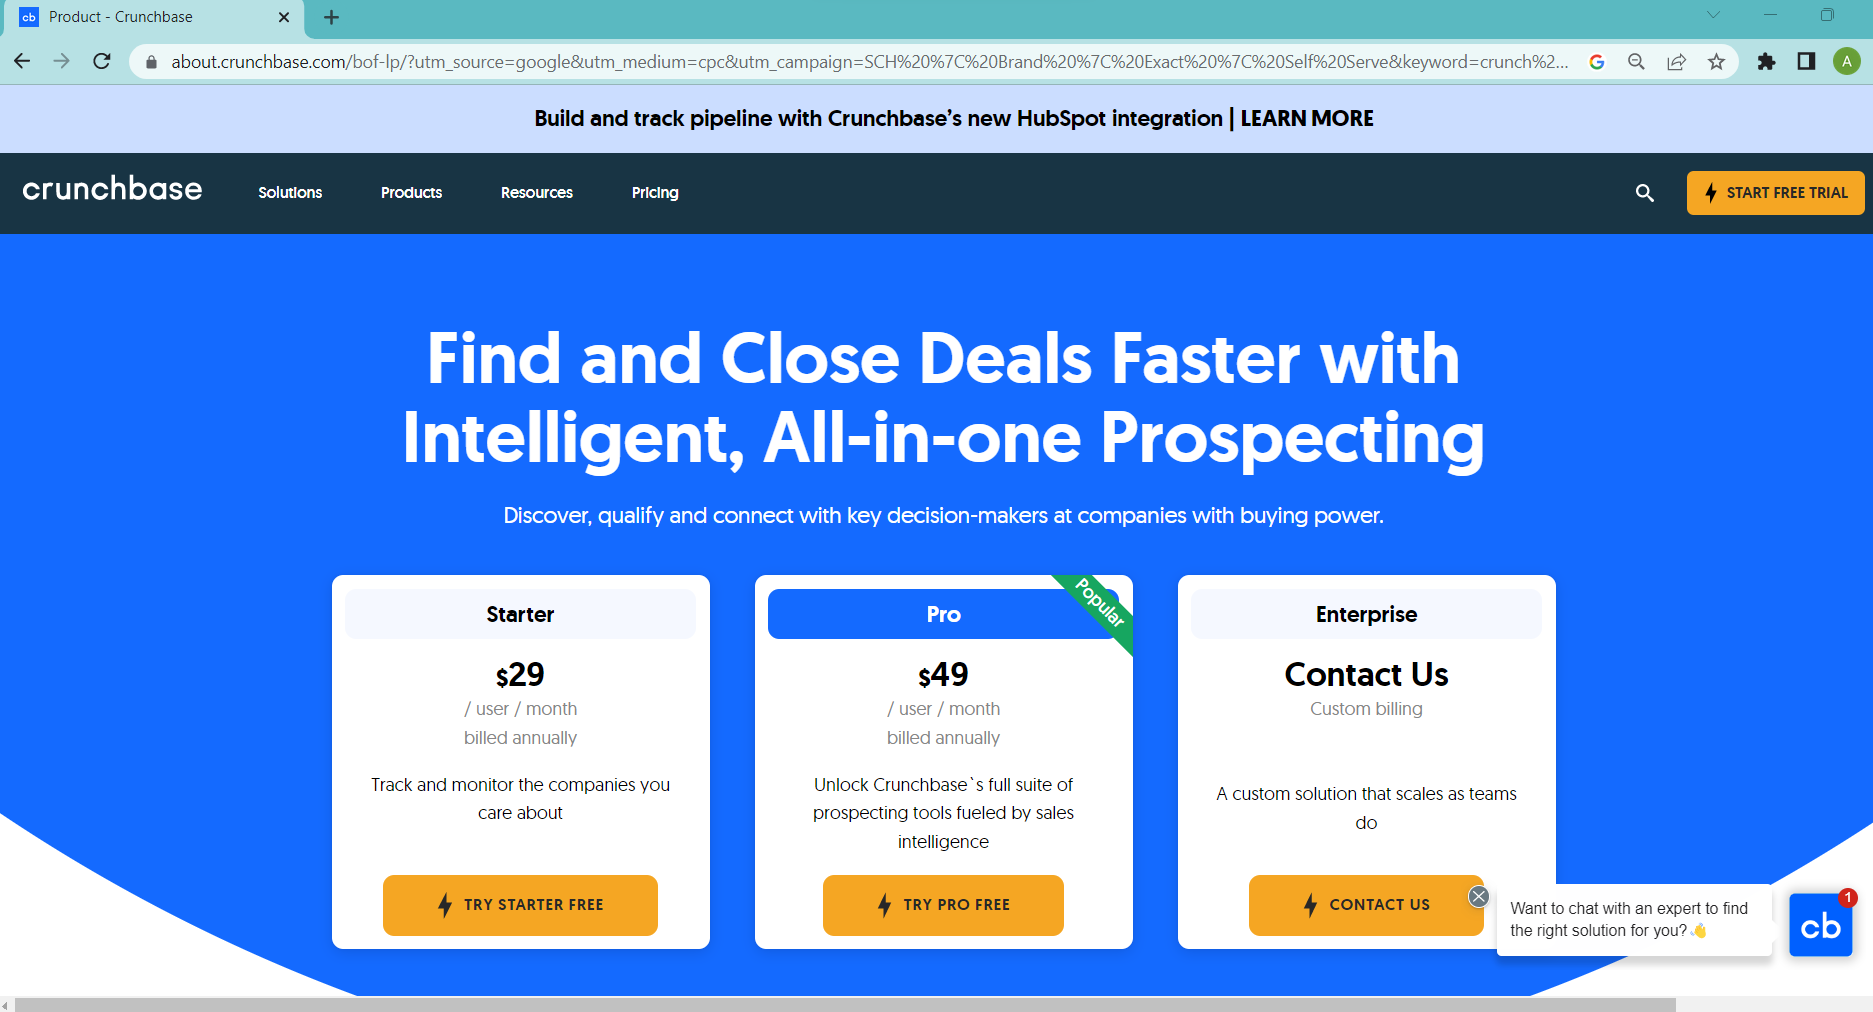 cb Product - Crunchbase
about.crunchbase.com/bof-lp/?utm_source=google&utm_medium=cpc&utm_campaign=SCH%20%7C%20Brand%20%7C%20Exact%20%7C%20Self%20Serve&keyword=crunch%2...
A
Build and track pipeline with Crunchbase’s new HubSpot integration | LEARN MORE
crunchbase
Solutions
Products
Resources
Pricing
START FREE TRIAL
Find and Close Deals Faster with
Intelligent, All-in-one Prospecting
Discover, qualify and connect with key decision-makers at companies with buying power.
Starter
$29
/ user / month
billed annually
Track and monitor the companies you
care about
TRY STARTER FREE
Popular
Pro
$49
/ user / month
billed annually
Unlock Crunchbase`s full suite of
prospecting tools fueled by sales
intelligence
TRY PRO FREE
Enterprise
Contact Us
Custom billing
A custom solution that scales as teams
do
CONTACT US
Want to chat with an expert to find
the right solution for you?👋
1
cb